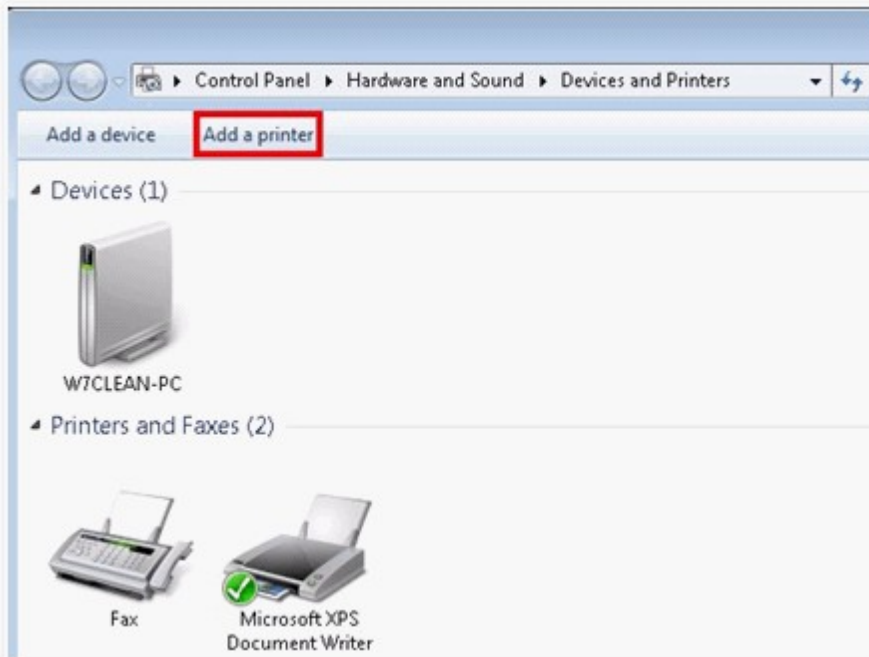 Control Panel ▸ Hardware and Sound ▸ Devices and Printers
Add a device Add a printer
Devices (1)
W7CLEAN-PC
Printers and Faxes (2)
Fax
Microsoft XPS
Document Writer